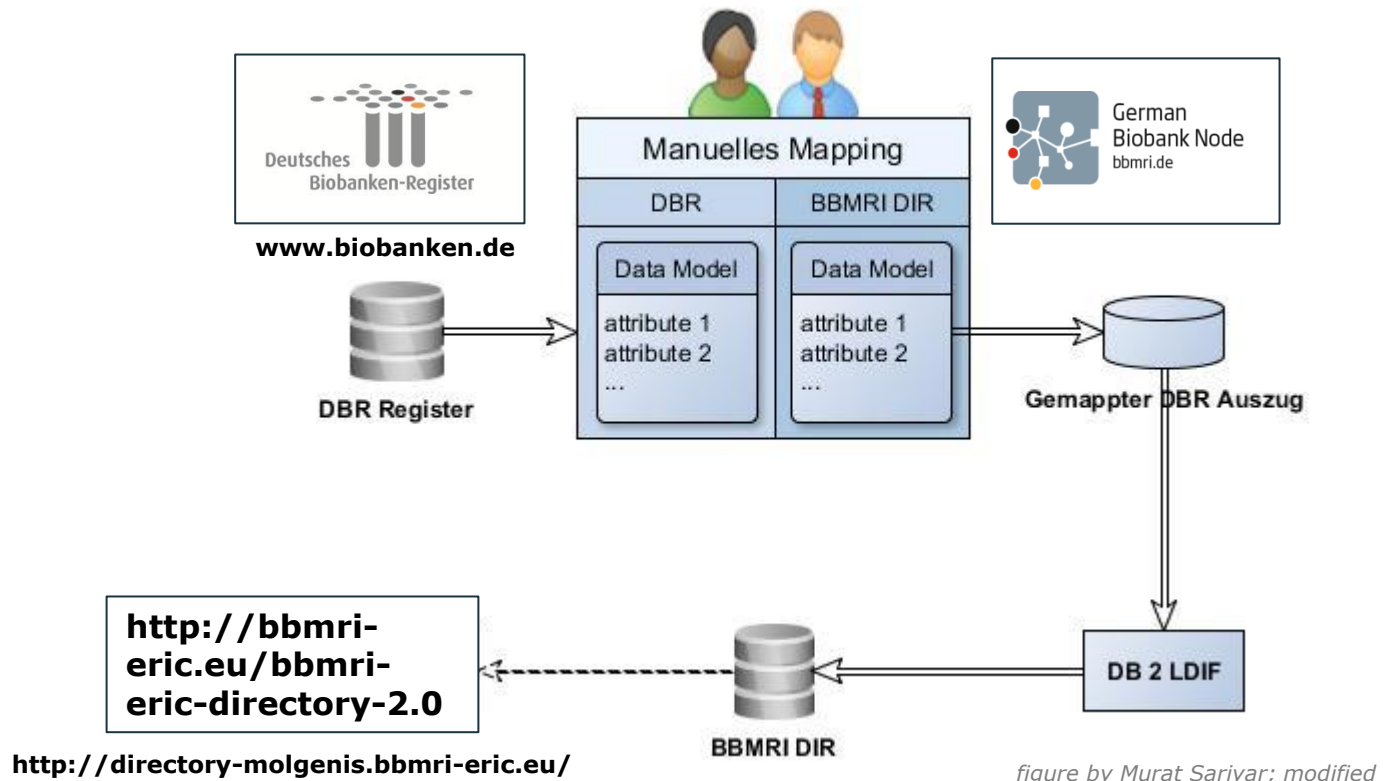 Deutsches
Biobanken-Register
www.biobanken.de
DBR Register
Manuelles Mapping
DBR
BBMRI DIR
Data Model
attribute 1
attribute 2
...
Data Model
attribute 1
attribute 2
...
German
Biobank Node
bbmri.de
Gemappter DBR Auszug
DB 2 LDIF
BBMRI DIR
http://bbmri-
eric.eu/bbmri-
eric-directory-2.0
http://directory-molgenis.bbmri-eric.eu/
figure by Murat Sariyar; modified